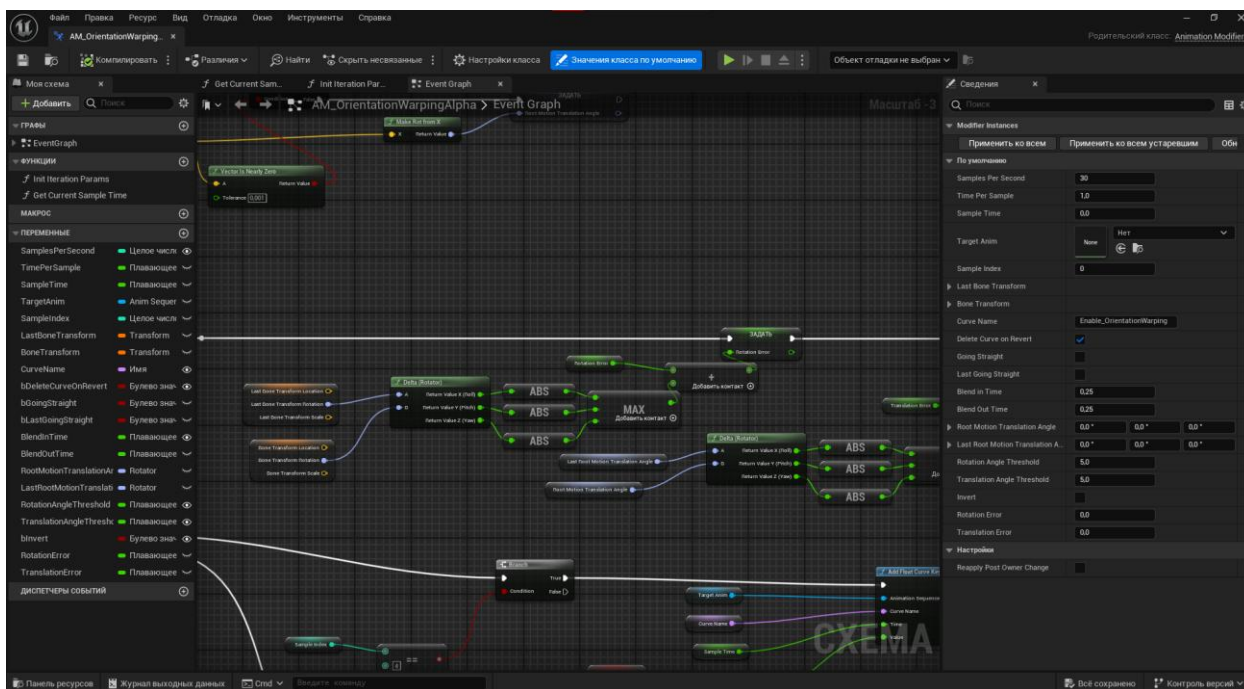 Файл Правка Ресурс Вид Отладка Окно Инструменты Справка
AM_OrientationWarping..
Родительский класс: Animation Modifier
Компилировать Различия Найти Скрыть несвязанные Настройки класса Значения класса по умолчанию Объект отладки не выбран
Моя схема
Get Current Sam... Init Iteration Par... Event Graph
Сведения
+ Добавить Поиск
AM_OrientationWarpingAlpha > Event Graph
Масштаб -3
Поиск
ГРАФЫ
EventGraph
ФУНКЦИИ
Init Iteration Params
Get Current Sample Time
МАКРОС
ПЕРЕМЕННЫЕ
SamplesPerSecond Целое числ
TimePerSample Плавающее
SampleTime Плавающее
TargetAnim Anim Sequer
SampleIndex Целое числ
LastBoneTransform Transform
BoneTransform Transform
CurveName Имя
bDeleteCurveOnRevert Булево знач
bGoingStraight Булево знач
bLastGoingStraight Булево знач
BlendInTime Плавающее
BlendOutTime Плавающее
RootMotionTranslationAr Rotator
LastRootMotionTranslati Rotator
RotationAngleThreshold Плавающее
TranslationAngleThresho Плавающее
bInvert Булево знач
RotationError Плавающее
TranslationError Плавающее
ДИСПЕТЧЕРЫ СОБЫТИЙ
ЗАДАТЬ
Root Motion Translation Angle
Make Rot from X
X Return Value
Vector Is Nearly Zero
A Return Value
Tolerance 0,001
ЗАДАТЬ
Rotation Error
Rotation Error
+
Добавить контакт
Delta (Rotator)
A Return Value X (Roll)
B Return Value Y (Pitch)
Return Value Z (Yaw)
ABS
ABS
ABS
MAX
Добавить контакт
Last Bone Transform Location
Last Bone Transform Rotation
Last Bone Transform Scale
Bone Transform Location
Bone Transform Rotation
Bone Transform Scale
Translation Error
Delta (Rotator)
A Return Value X (Roll)
B Return Value Y (Pitch)
Return Value Z (Yaw)
ABS
ABS
ABS
До
Last Root Motion Translation Angle
Root Motion Translation Angle
Branch
True
Condition False
Sample Index
==
Target Anim
Curve Name
Sample Time
Add Float Curve Key
Animation Sequence
Curve Name
Time
Value
СХЕМА
Modifier Instances
Применить ко всем Применить ко всем устаревшим Обн
По умолчанию
Samples Per Second 30
Time Per Sample 1,0
Sample Time 0,0
Target Anim None Нет
Sample Index 0
Last Bone Transform
Bone Transform
Curve Name Enable_OrientationWarping
Delete Curve on Revert
Going Straight
Last Going Straight
Blend in Time 0,25
Blend Out Time 0,25
Root Motion Translation Angle 0,0 ° 0,0 ° 0,0 °
Last Root Motion Translation A... 0,0 ° 0,0 ° 0,0 °
Rotation Angle Threshold 5,0
Translation Angle Threshold 5,0
Invert
Rotation Error 0,0
Translation Error 0,0
Настройки
Reapply Post Owner Change
Панель ресурсов Журнал выходных данных Cmd Введите команду Всё сохранено Контроль версий